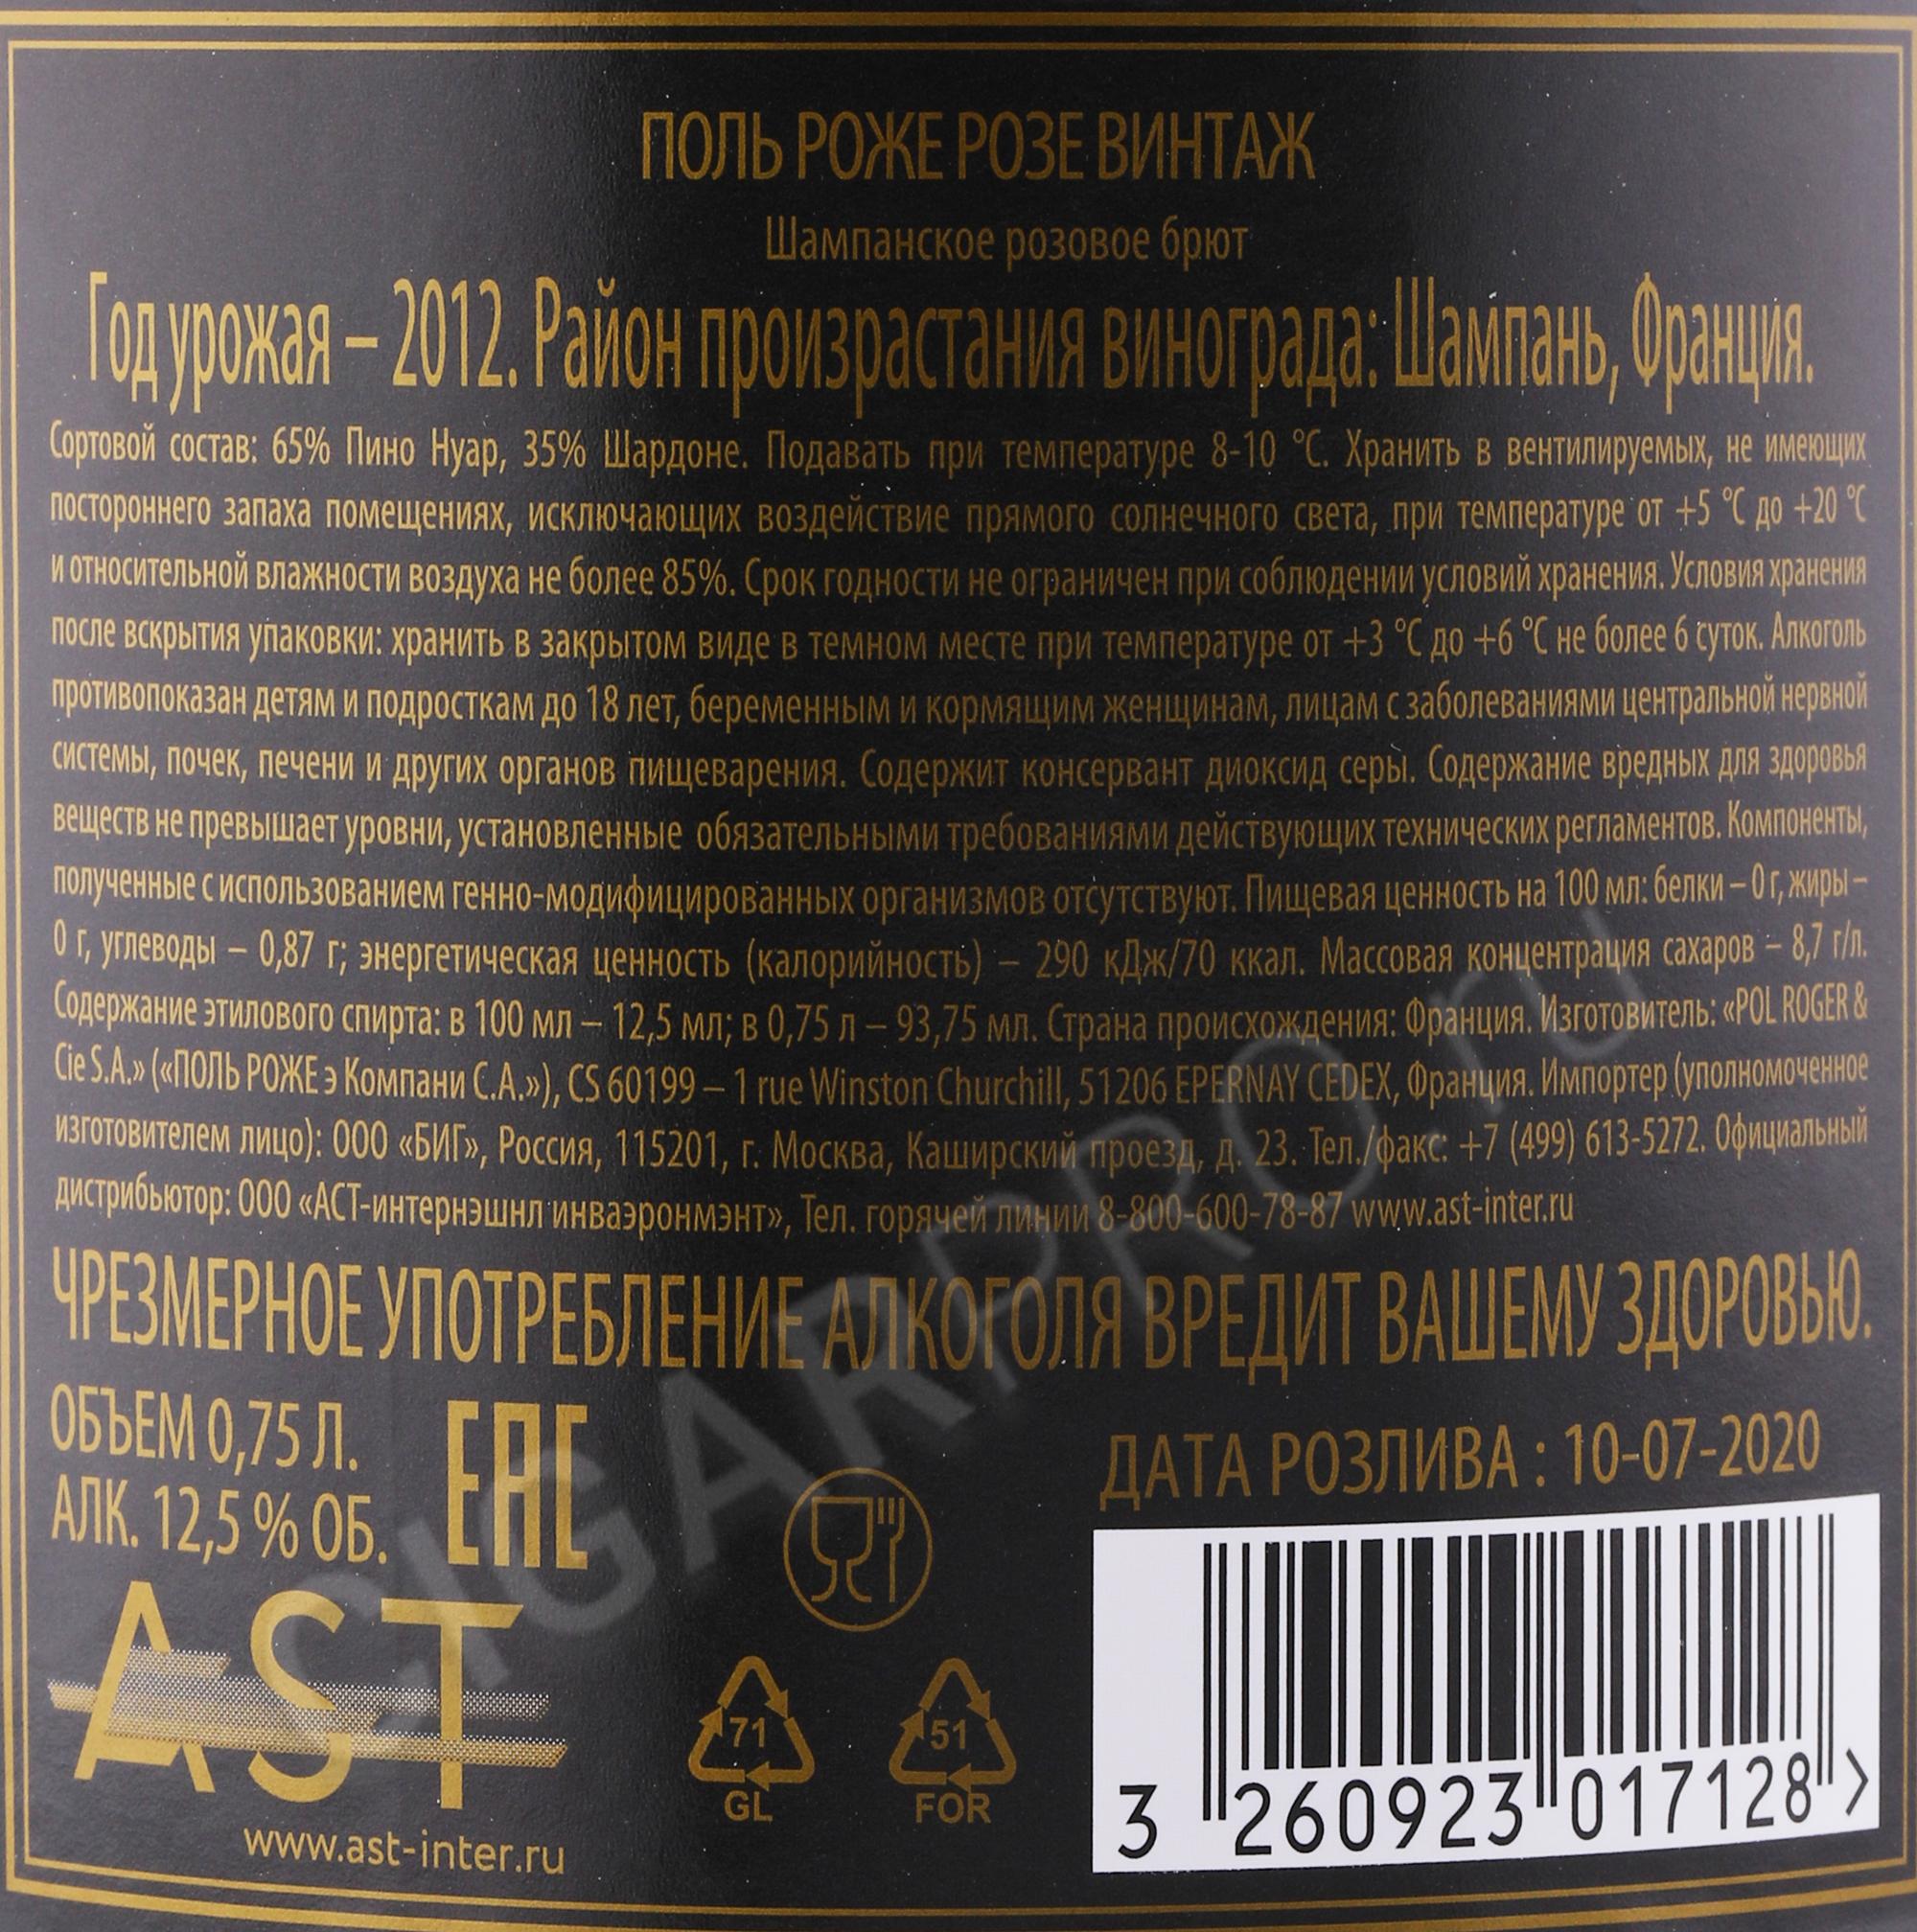 ПОЛЬ РОЖЕ РОЗЕ ВИНТАЖ
Шампанское розовое брют
Год урожая – 2012. Район произрастания винограда: Шампань, Франция.
Сортовой состав: 65% Пино Нуар, 35% Шардоне. Подавать при температуре 8-10 °С. Хранить в вентилируемых, не имеющих
постороннего запаха помещениях, исключающих воздействие прямого солнечного света, при температуре от +5 °С до +20 °С
и относительной влажности воздуха не более 85%. Срок годности не ограничен при соблюдении условий хранения. Условия хранения
после вскрытия упаковки: хранить в закрытом виде в темном месте при температуре от +3 °С до +6 °С не более 6 суток. Алкоголь
противопоказан детям и подросткам до 18 лет, беременным и кормящим женщинам, лицам с заболеваниями центральной нервной
системы, почек, печени и других органов пищеварения. Содержит консервант диоксид серы. Содержание вредных для здоровья
веществ не превышает уровни, установленные обязательными требованиями действующих технических регламентов. Компоненты,
полученные с использованием генно-модифицированных организмов отсутствуют. Пищевая ценность на 100 мл: белки – 0 г, жиры –
0 г, углеводы – 0,87 г; энергетическая ценность (калорийность) – 290 кДж/70 ккал. Массовая концентрация сахаров – 8,7 г/л.
Содержание этилового спирта: в 100 мл – 12,5 мл; в 0,75 л – 93,75 мл. Страна происхождения: Франция. Изготовитель: «POL ROGER &
Cie S.A.» («ПОЛЬ РОЖЕ э Компани С.А.»), CS 60199 – 1 rue Winston Churchill, 51206 EPERNAY CEDEX, Франция. Импортер (уполномоченное
изготовителем лицо): ООО «БИГ», Россия, 115201, г. Москва, Каширский проезд, д. 23. Тел./факс: +7 (499) 613-5272. Официальный
дистрибьютор: ООО «АСТ-интернэшнл инваэронмэнт», Тел. горячей линии 8-800-600-78-87 www.ast-inter.ru
ЧРЕЗМЕРНОЕ УПОТРЕБЛЕНИЕ АЛКОГОЛЯ ВРЕДИТ ВАШЕМУ ЗДОРОВЬЮ.
ОБЪЕМ 0,75 Л.
АЛК. 12,5 % ОБ.
EAC
ДАТА РОЗЛИВА : 10-07-2020
AST
www.ast-inter.ru
71
GL
51
FOR
3 260923 017128 >
CIGARPRO.ru